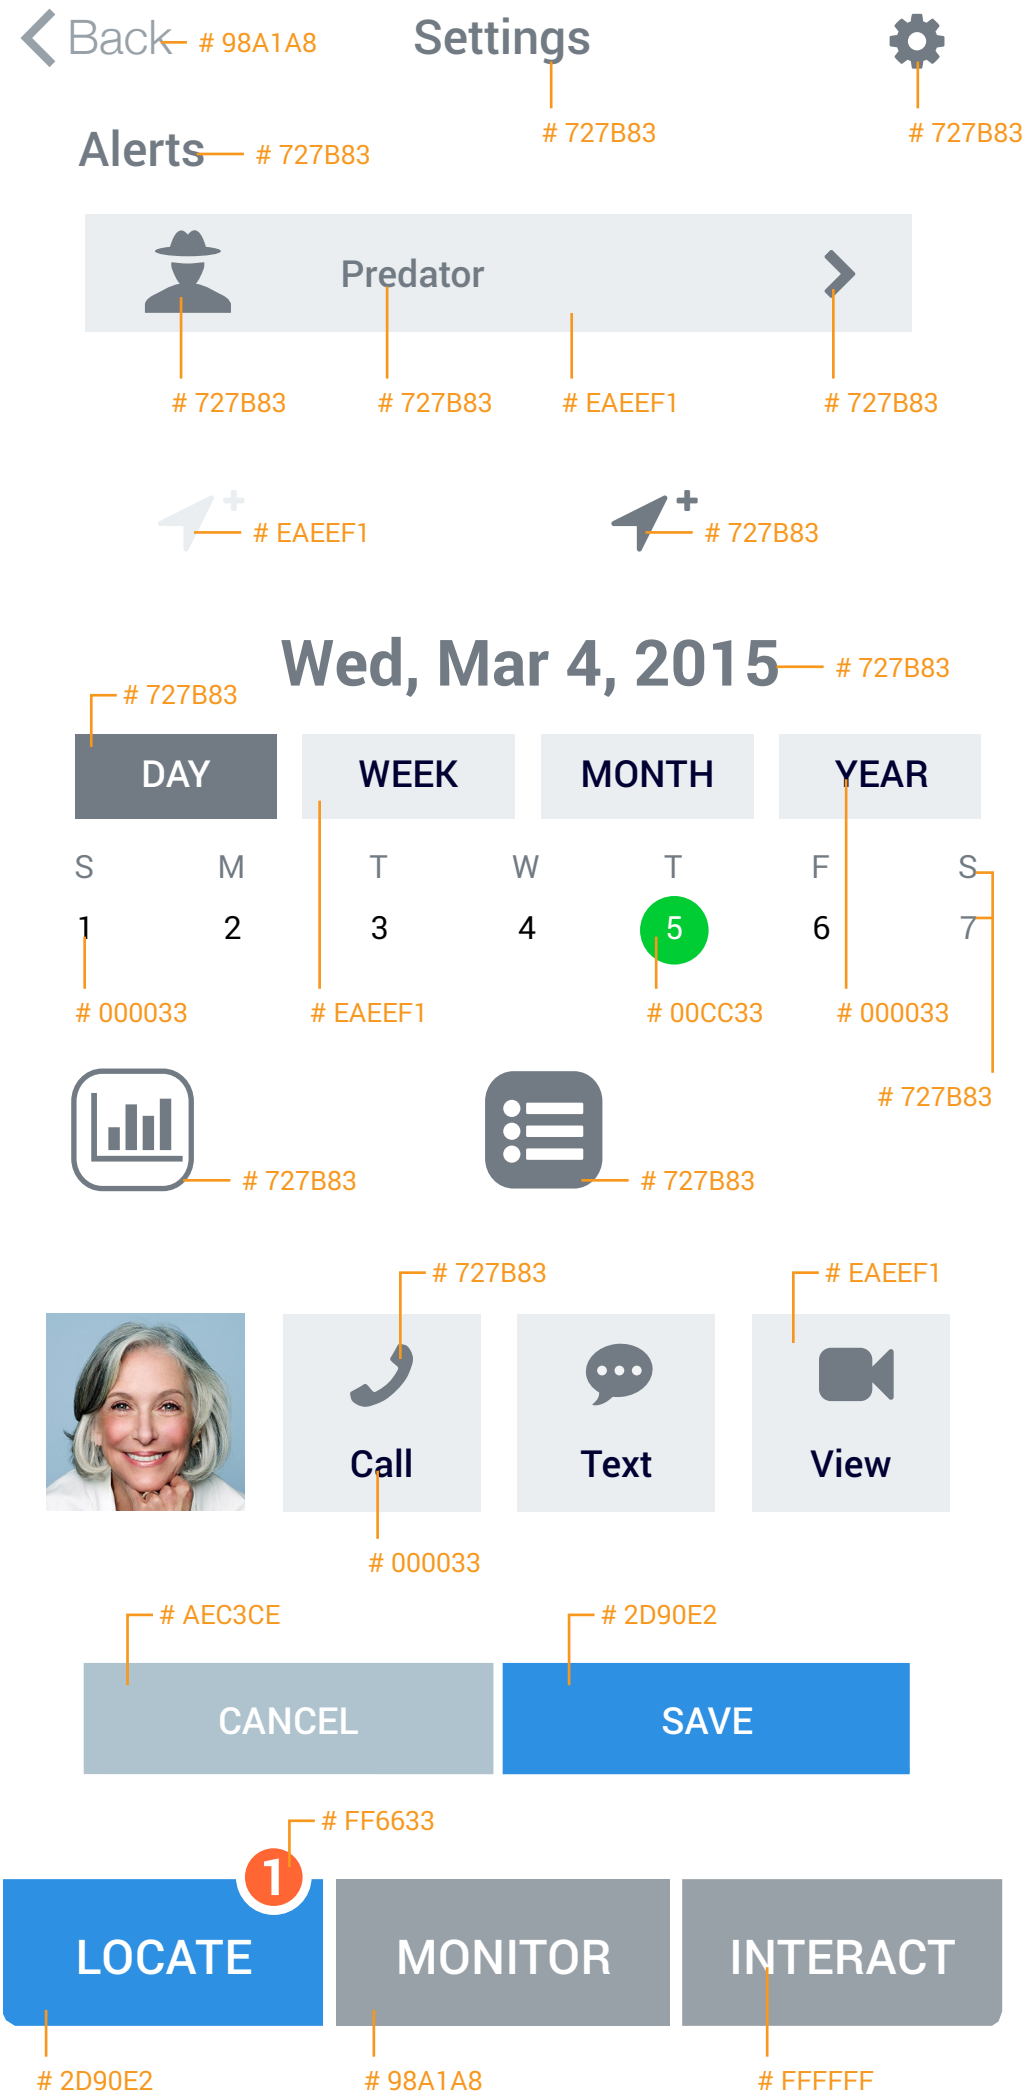 Back # 98A1A8 Settings
# 727B83 # 727B83
Alerts # 727B83
Predator
# 727B83 # 727B83 # EAEEF1 # 727B83
# EAEEF1 # 727B83
Wed, Mar 4, 2015 # 727B83
# 727B83
DAY WEEK MONTH YEAR
S M T W T F S
1 2 3 4 5 6 7
# 000033 # EAEEF1 # 00CC33 # 000033
# 727B83
# 727B83 # 727B83
# 727B83 # EAEEF1
Call Text View
# 000033
# AEC3CE # 2D90E2
CANCEL SAVE
# FF6633
1
LOCATE MONITOR INTERACT
# 2D90E2 # 98A1A8 # FFFFFF